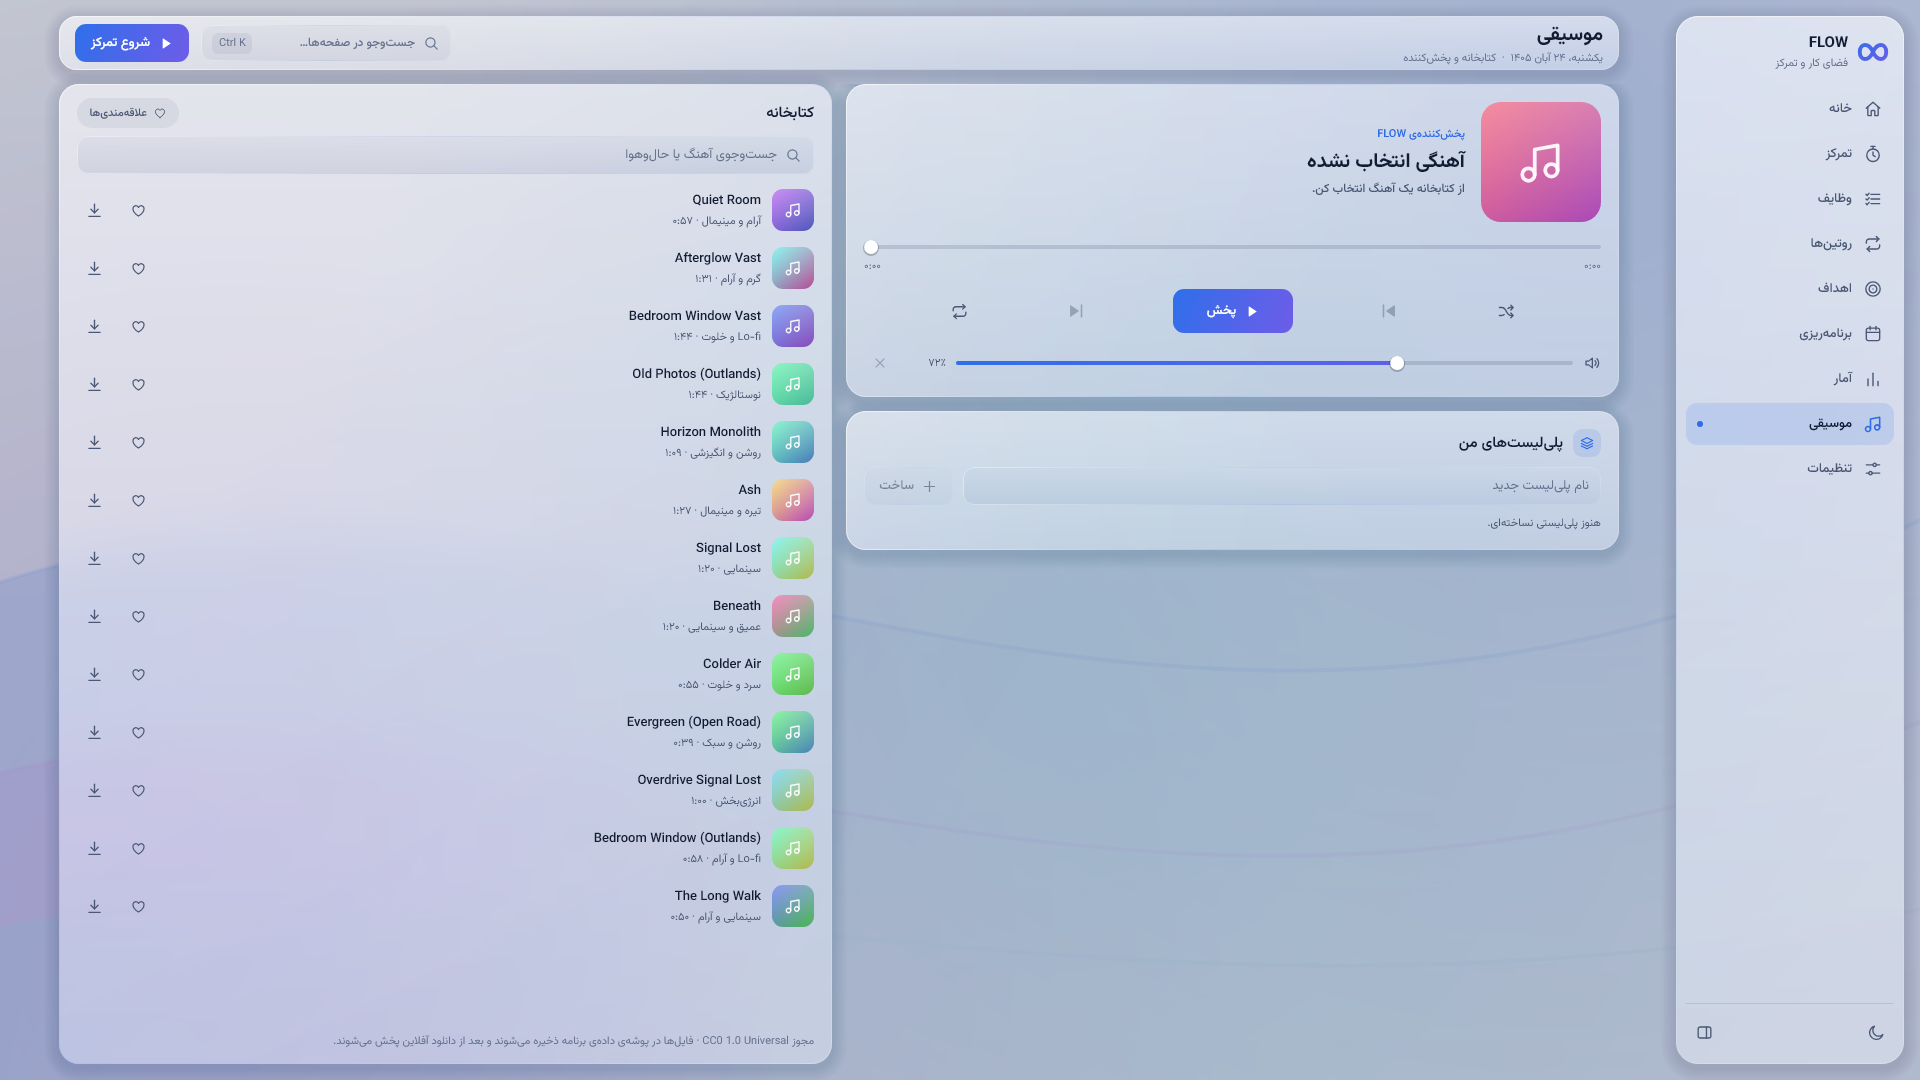 FLOW
فضای کار و تمرکز
خانه
تمرکز
وظایف
روتین‌ها
اهداف
برنامه‌ریزی
آمار
موسیقی
تنظیمات
موسیقی
یکشنبه، ۲۴ آبان ۱۴۰۵ · کتابخانه و پخش‌کننده
جست‌وجو در صفحه‌ها...
Ctrl K
شروع تمرکز
پخش‌کننده‌ی FLOW
آهنگی انتخاب نشده
از کتابخانه یک آهنگ انتخاب کن.
۰:۰۰
۰:۰۰
پخش
۷۲٪
پلی‌لیست‌های من
نام پلی‌لیست جدید
ساخت
هنوز پلی‌لیستی نساخته‌ای.
کتابخانه
علاقه‌مندی‌ها
جست‌وجوی آهنگ یا حال‌وهوا
Quiet Room
آرام و مینیمال · ۰:۵۷
Afterglow Vast
گرم و آرام · ۱:۳۱
Bedroom Window Vast
Lo-fi و خلوت · ۱:۴۴
Old Photos (Outlands)
نوستالژیک · ۱:۴۴
Horizon Monolith
روشن و انگیزشی · ۱:۰۹
Ash
تیره و مینیمال · ۱:۲۷
Signal Lost
سینمایی · ۱:۲۰
Beneath
عمیق و سینمایی · ۱:۲۰
Colder Air
سرد و خلوت · ۰:۵۵
Evergreen (Open Road)
روشن و سبک · ۰:۳۹
Overdrive Signal Lost
انرژی‌بخش · ۱:۰۰
Bedroom Window (Outlands)
Lo-fi و آرام · ۰:۵۸
The Long Walk
سینمایی و آرام · ۰:۵۰
مجوز CC0 1.0 Universal · فایل‌ها در پوشه‌ی داده‌ی برنامه ذخیره می‌شوند و بعد از دانلود آفلاین پخش می‌شوند.